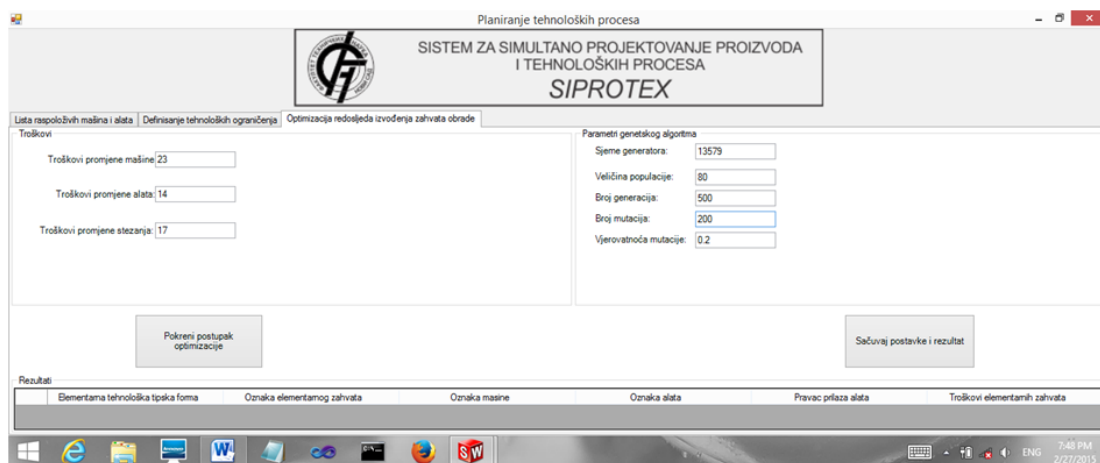 Planiranje tehnoloških procesa
SISTEM ZA SIMULTANO PROJEKTOVANJE PROIZVODA
I TEHNOLOŠKIH PROCESA
SIPROTEX
Lista raspoloživih mašina i alata
Definisanje tehnoloških ograničenja
Optimizacija redosljeda izvođenja zahvata obrade
Troškovi
Troškovi promjene mašine 23
Troškovi promjene alata: 14
Troškovi promjene stezanja: 17
Parametri genetskog algoritma
Sjeme generatora: 13579
Veličina populacije: 80
Broj generacija: 500
Broj mutacija: 200
Vjerovatnoća mutacije: 0.2
Pokreni postupak
optimizacije
Sačuvaj postavke i rezultat
Rezultati
Elementarna tehnološka tipska forma
Oznaka elementarnog zahvata
Oznaka masine
Oznaka alata
Pravac prilaza alata
Troškovi elementarnih zahvata
W
SW
ENG
7:48 PM
2/27/2015